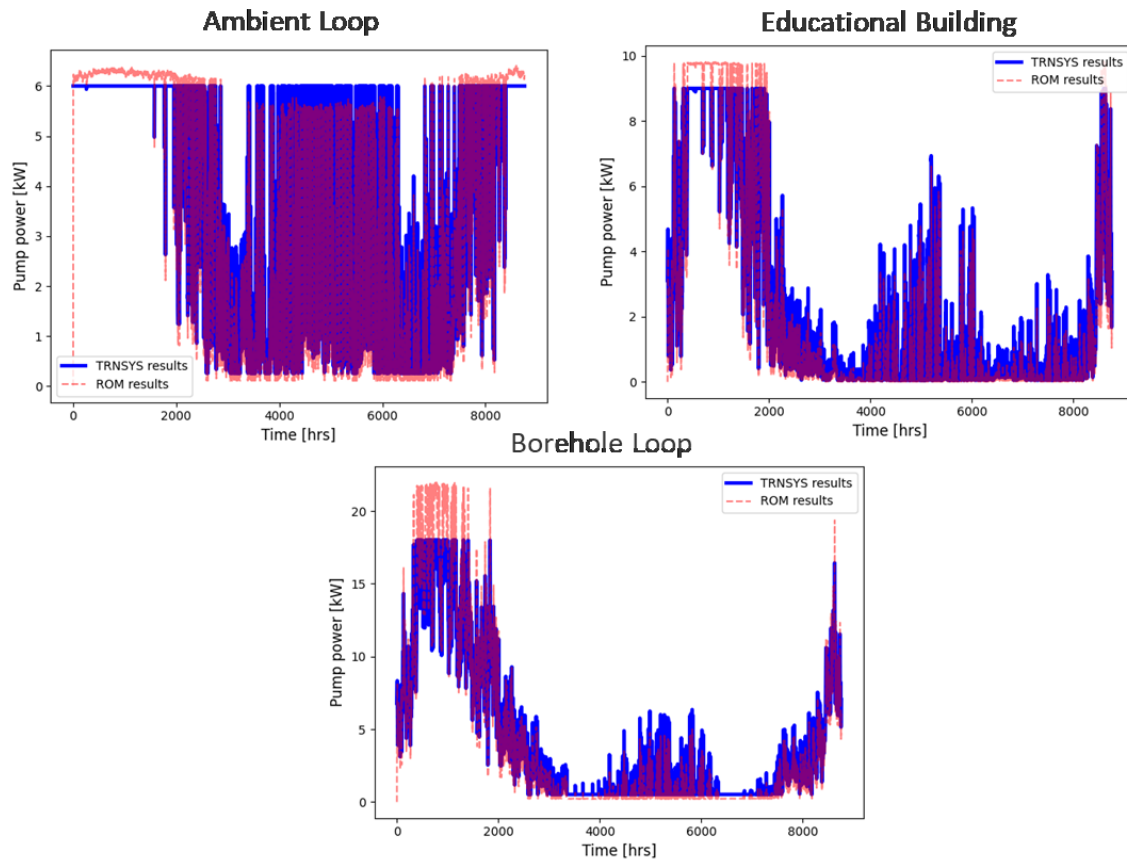 Ambient Loop
Pump power [kW]
6
5
4
3
2
1
0
TRNSYS results
ROM results
0 2000 4000 6000 8000
Time [hrs]
Educational Building
Pump power [kW]
10
8
6
4
2
0
TRNSYS results
ROM results
0 2000 4000 6000 8000
Time [hrs]
Borehole Loop
Pump power [kW]
20
15
10
5
0
TRNSYS results
ROM results
0 2000 4000 6000 8000
Time [hrs]